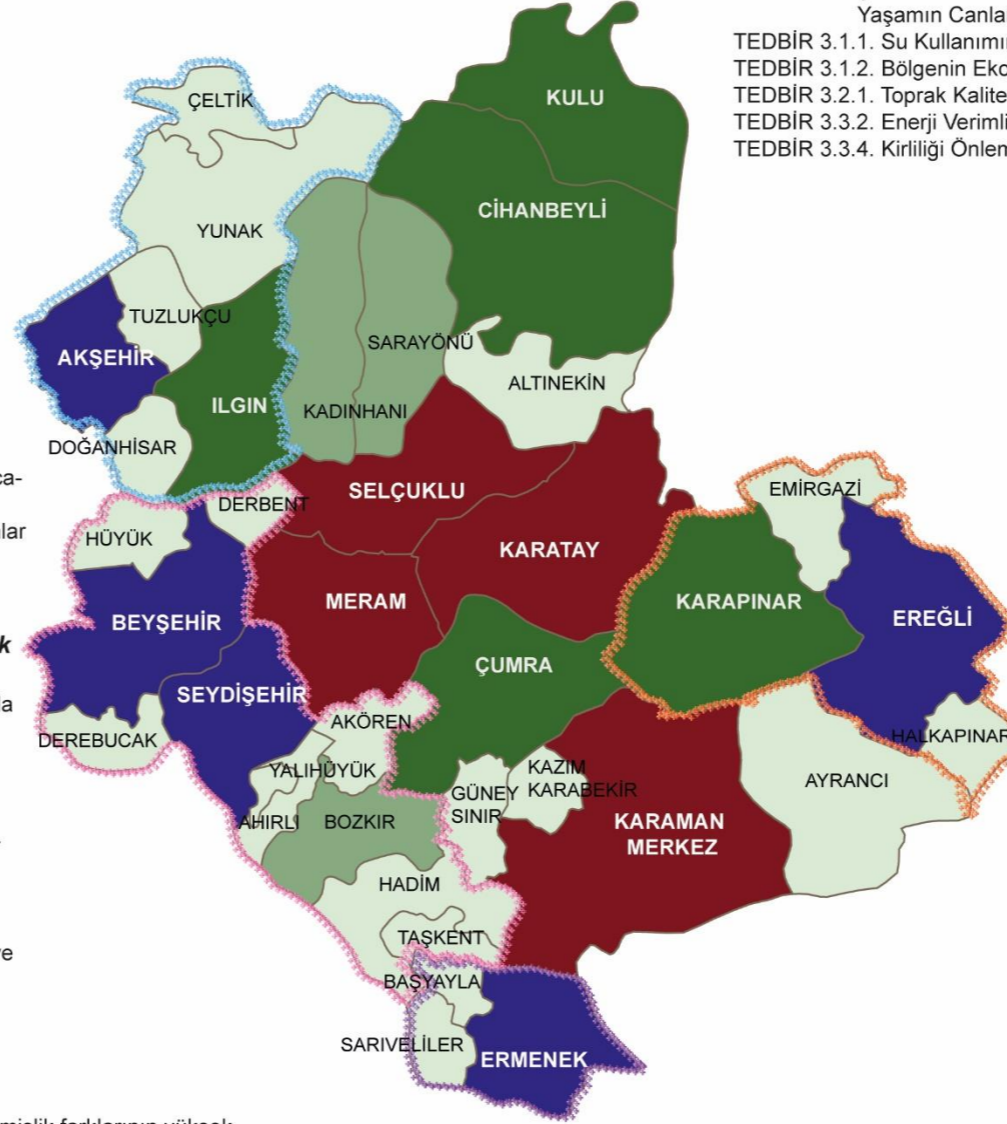 Yaşamın Canla
TEDBİR 3.1.1. Su Kullanımı
TEDBİR 3.1.2. Bölgenin Eko
TEDBİR 3.2.1. Toprak Kalite
TEDBİR 3.3.2. Enerji Verimli
TEDBİR 3.3.4. Kirliliği Önlem
ÇELTİK
KULU
CİHANBEYLİ
YUNAK
TUZLUKÇU
SARAYÖNÜ
AKŞEHİR
ALTINEKİN
ILGIN
KADINHANI
DOĞANHİSAR
ca-
SELÇUKLU
EMİRGAZİ
DERBENT
lar
HÜYÜK
KARATAY
MERAM
KARAPINAR
EREĞLİ
BEYŞEHİR
k
ÇUMRA
SEYDİŞEHİR
la
AKÖREN
DEREBUCAK
HALKAPINAR
YALIHÜYÜK
KAZIM
KARABEKİR
AYRANCI
GÜNEY
SINIR
AHIRLI
BOZKIR
KARAMAN
MERKEZ
HADİM
TAŞKENT
e
BAŞYAYLA
SARIVELİLER
ERMENEK
mişlik farklarının yüksek